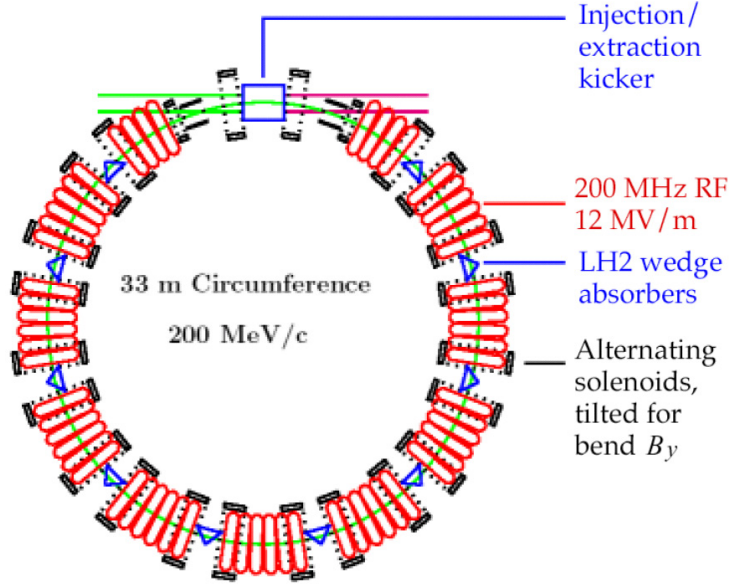 Injection/
extraction
kicker
200 MHz RF
12 MV/m
LH2 wedge
absorbers
33 m Circumference
200 MeV/c
Alternating
solenoids,
tilted for
bend By